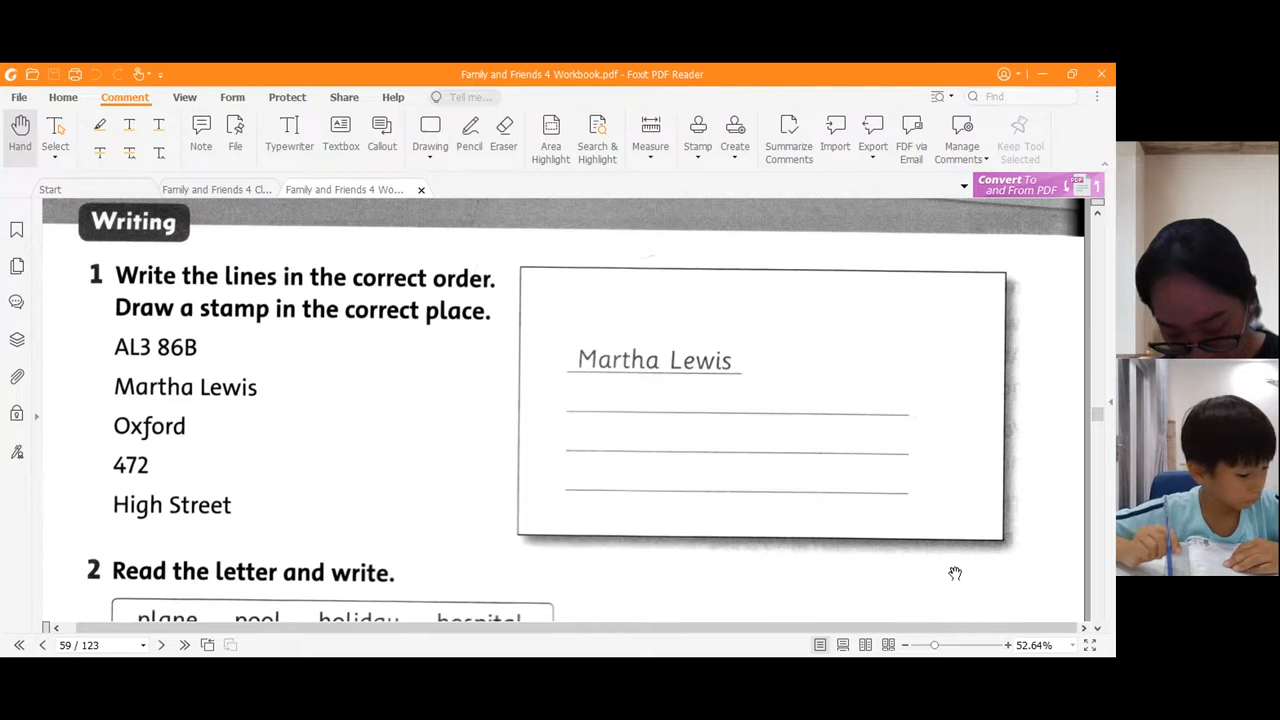 Family and Friends 4 Workbook.pdf - Foxit PDF Reader
File Home Comment View Form Protect Share Help Tell me... Find
Hand Select Note File Typewriter Textbox Callout Drawing Pencil Eraser Area Highlight Search & Highlight Measure Stamp Create Summarize Comments Import Export FDF via Email Manage Comments Keep Tool Selected
Start Family and Friends 4 Cl... Family and Friends 4 Wo...
Convert To and From PDF
PDF
Writing
1 Write the lines in the correct order.
Draw a stamp in the correct place.
AL3 86B
Martha Lewis
Oxford
472
High Street
Martha Lewis
2 Read the letter and write.
plane pool holiday hospital
59 / 123
52.64%